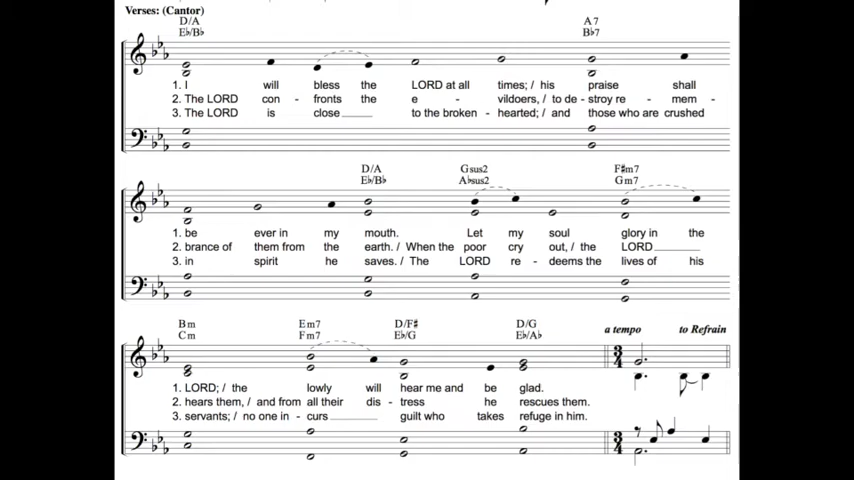 Verses: (Cantor)
D/A A7
E♭/B♭ B♭7
1. I will bless the LORD at all times; / his praise shall
2. The LORD con - fronts the e - vildoers, / to de - stroy re - mem -
3. The LORD is close____ to the broken - hearted; / and those who are crushed
D/A Gsus2 F♯m7
E♭/B♭ A♭sus2 Gm7
1. be ever in my mouth. Let my soul glory in the
2. brance of them from the earth. / When the poor cry out, / the LORD____
3. in spirit he saves. / The LORD re - deems the lives of his
Bm Em7 D/F♯ D/G
Cm Fm7 E♭/G E♭/A♭
a tempo to Refrain
1. LORD; / the lowly will hear me and be glad.
2. hears them, / and from all their dis - tress he rescues them.
3. servants; / no one in - curs____ guilt who takes refuge in him.